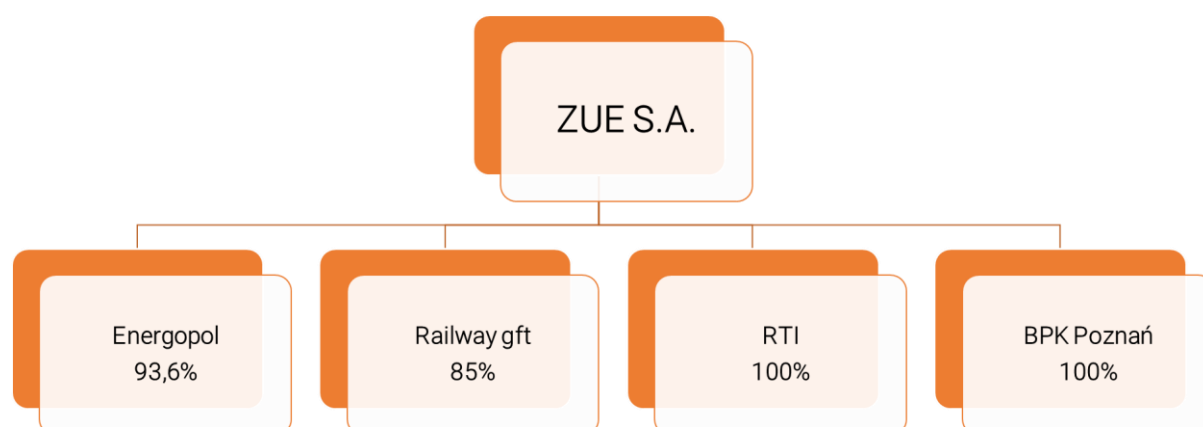 ZUE S.A.
Energopol
93,6%
Railway gft
85%
RTI
100%
BPK Poznań
100%